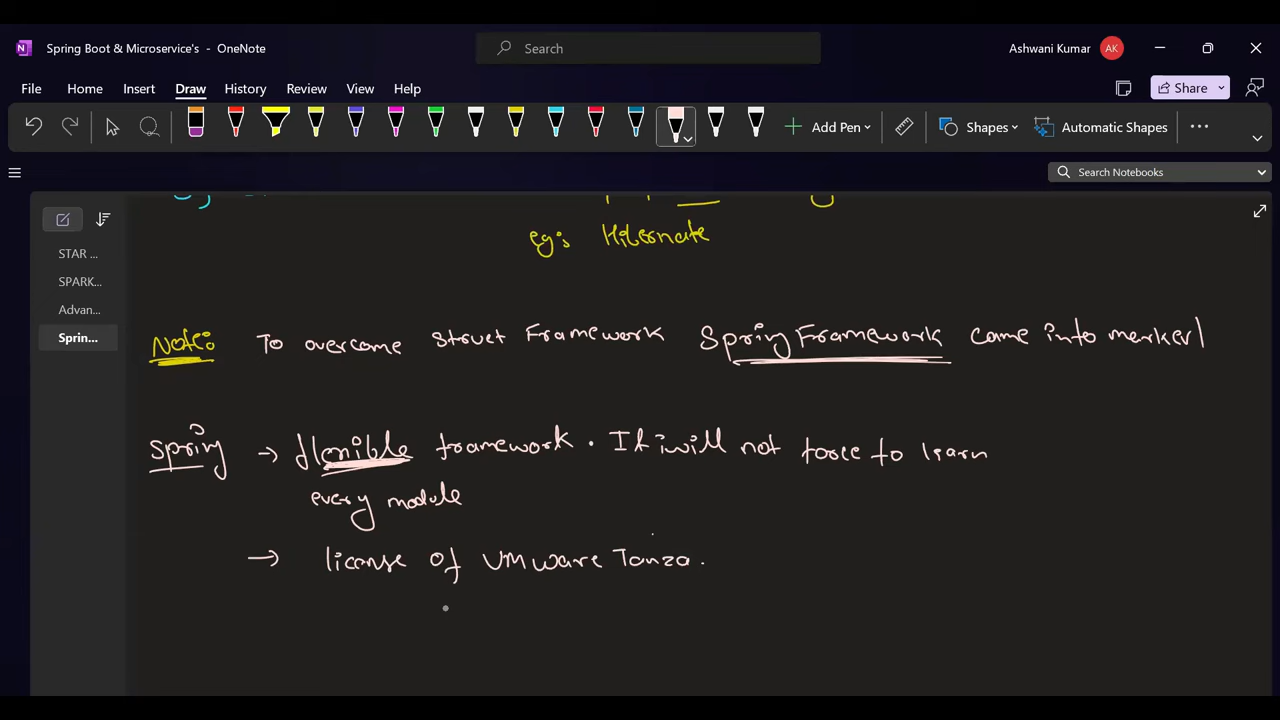 Spring Boot & Microservice's - OneNote
Search
Ashwani Kumar AK
File Home Insert Draw History Review View Help
Share
Add Pen Shapes Automatic Shapes
Search Notebooks
STAR ...
SPARK...
Advan...
Sprin...
eg: Hibernate
Note: To overcome struct Framework Spring Framework came into market
Spring → flexible framework. It will not force to learn
every module
→ license of VMware Tanza.